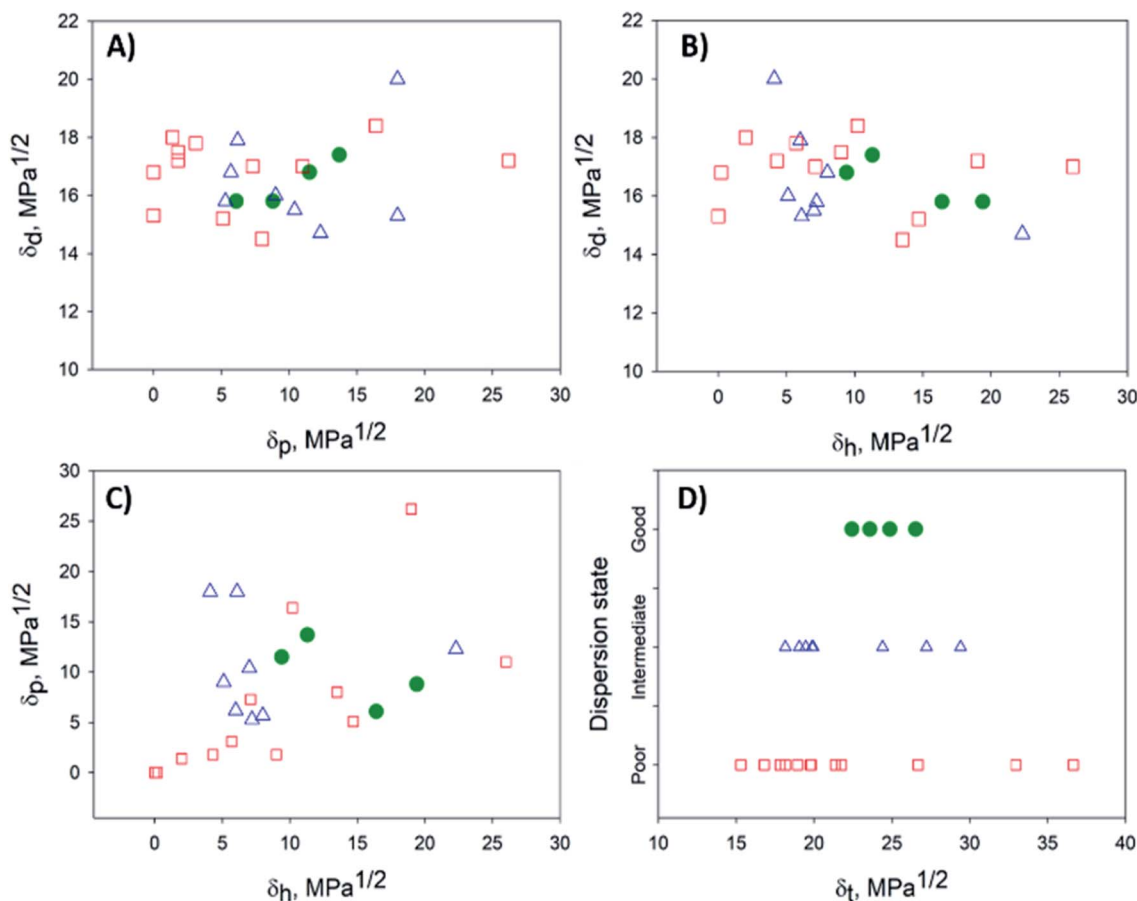 A)
22
20
18
16
14
12
10
δd, MPa1/2
0 5 10 15 20 25 30
δp, MPa1/2
B)
22
20
18
16
14
12
10
δd, MPa1/2
0 5 10 15 20 25 30
δh, MPa1/2
C)
30
25
20
15
10
5
0
δp, MPa1/2
0 5 10 15 20 25 30
δh, MPa1/2
D)
Good
Intermediate
Poor
Dispersion state
10 15 20 25 30 35 40
δt, MPa1/2